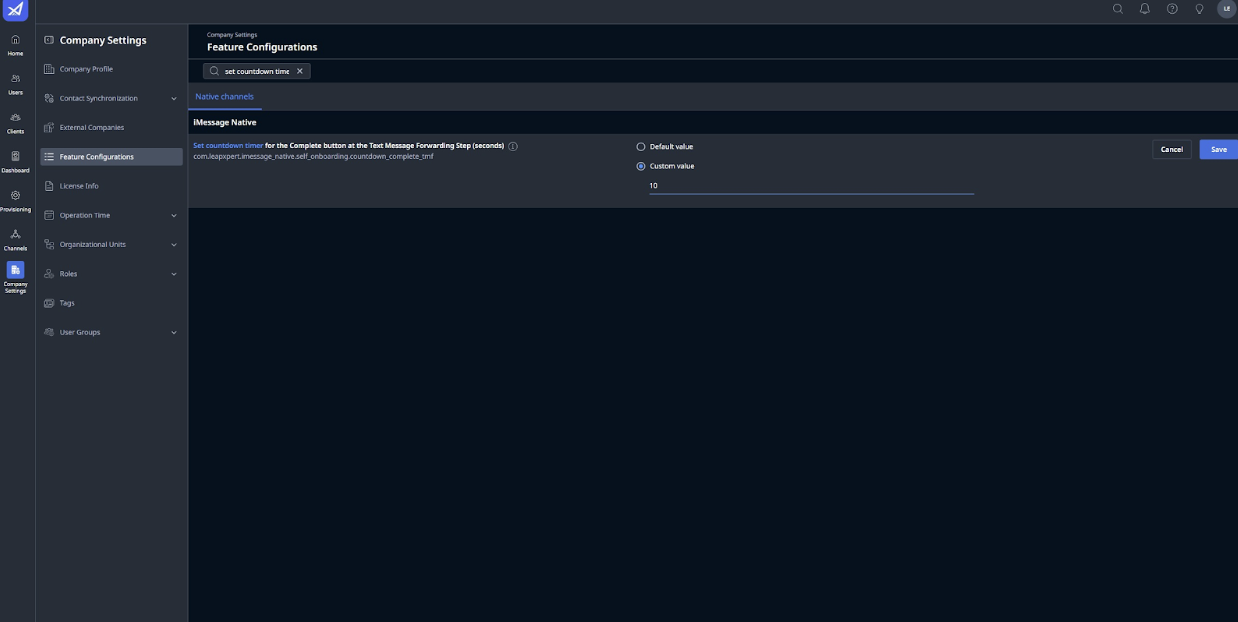 LE
Home
Users
Clients
Dashboard
Provisioning
Channels
Company
Settings
Company Settings
Company Profile
Contact Synchronization
External Companies
Feature Configurations
License Info
Operation Time
Organizational Units
Roles
Tags
User Groups
Company Settings
Feature Configurations
set countdown time
Native channels
iMessage Native
Set countdown timer for the Complete button at the Text Message Forwarding Step (seconds)
com.leapxpert.imessage_native.self_onboarding.countdown_complete_tmf
Default value
Custom value
10
Cancel
Save